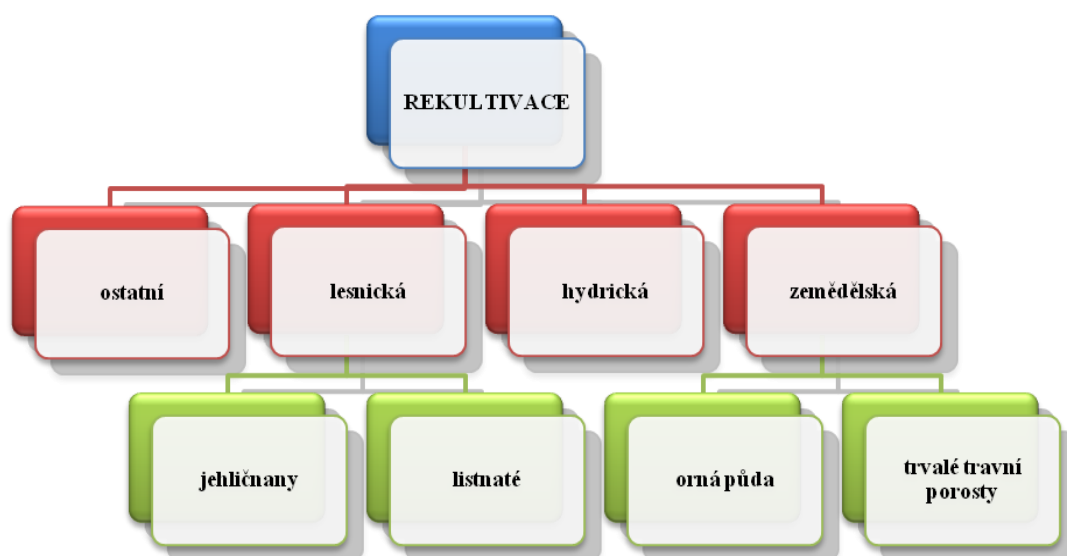 REKULTIVACE
ostatní
lesnická
hydrická
zemědělská
jehličnany
listnaté
orná půda
trvalé travní
porosty